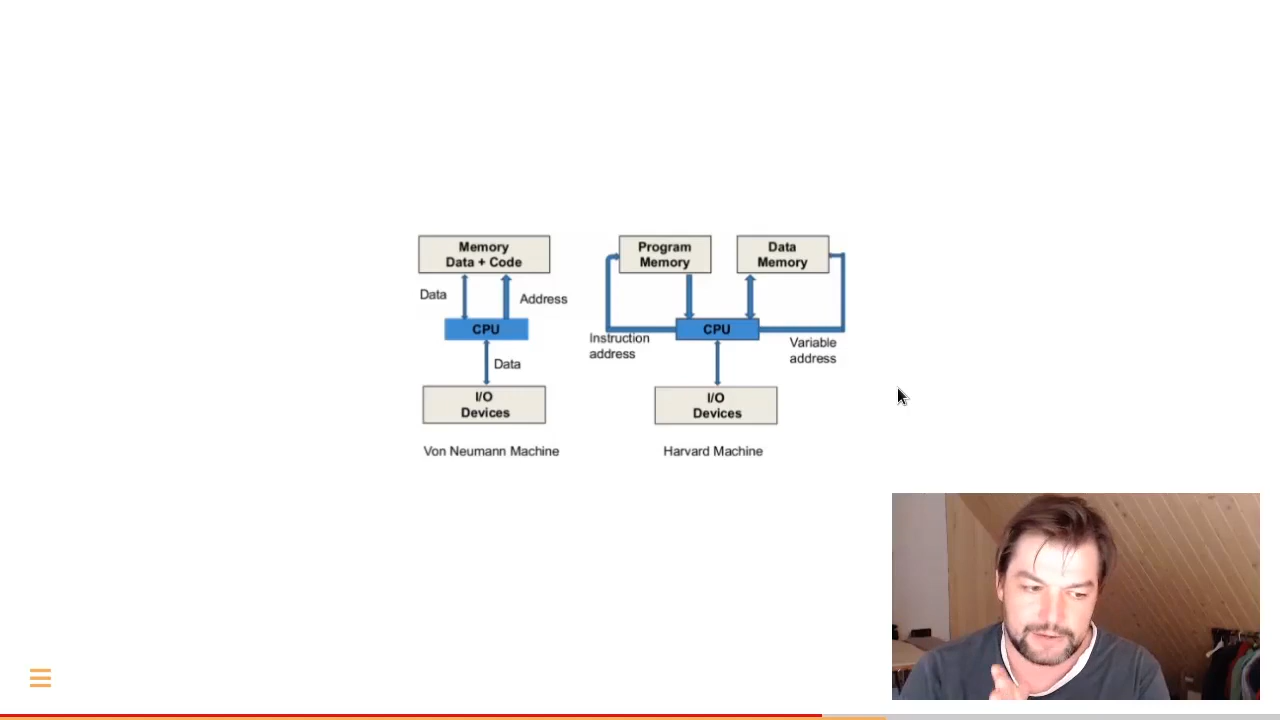 Memory
Data + Code
Data
Address
CPU
Data
I/O
Devices
Von Neumann Machine
Program
Memory
Data
Memory
CPU
Instruction
address
Variable
address
I/O
Devices
Harvard Machine